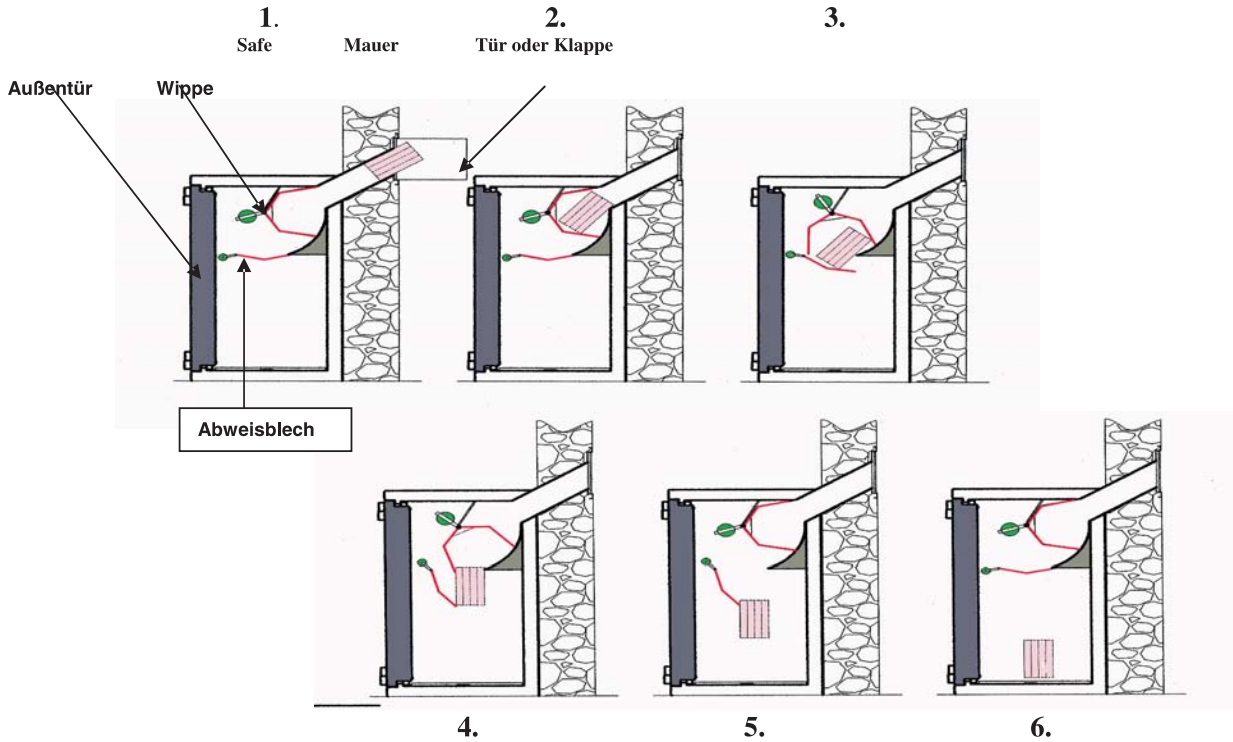 1. 2. 3.
Safe Mauer Tür oder Klappe
Außentür Wippe
Abweisblech
4. 5. 6.